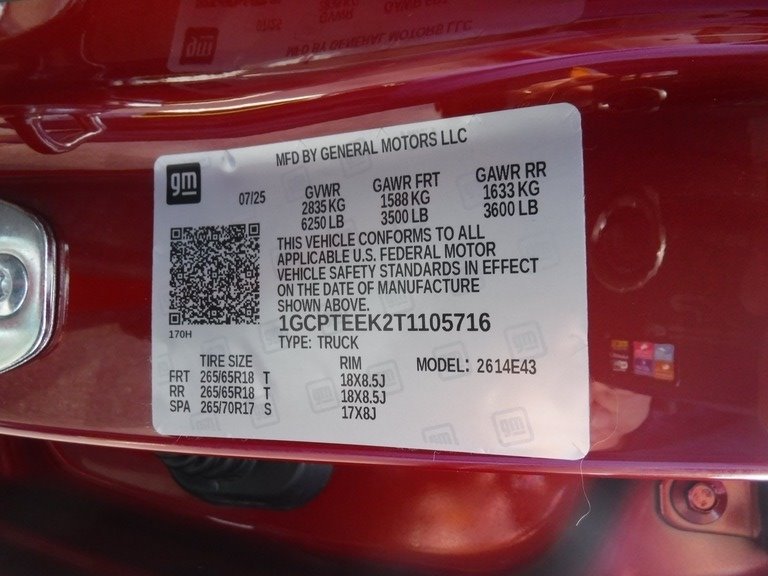 MFD BY GENERAL MOTORS LLC
gm
07/25
GVWR
2835 KG
6250 LB
GAWR FRT
1588 KG
3500 LB
GAWR RR
1633 KG
3600 LB
THIS VEHICLE CONFORMS TO ALL
APPLICABLE U.S. FEDERAL MOTOR
VEHICLE SAFETY STANDARDS IN EFFECT
ON THE DATE OF MANUFACTURE
SHOWN ABOVE.
170H
1GCPTEEK2T1105716
TYPE: TRUCK
MODEL: 2614E43
TIRE SIZE RIM
FRT 265/65R18 T 18X8.5J
RR 265/65R18 T 18X8.5J
SPA 265/70R17 S 17X8J